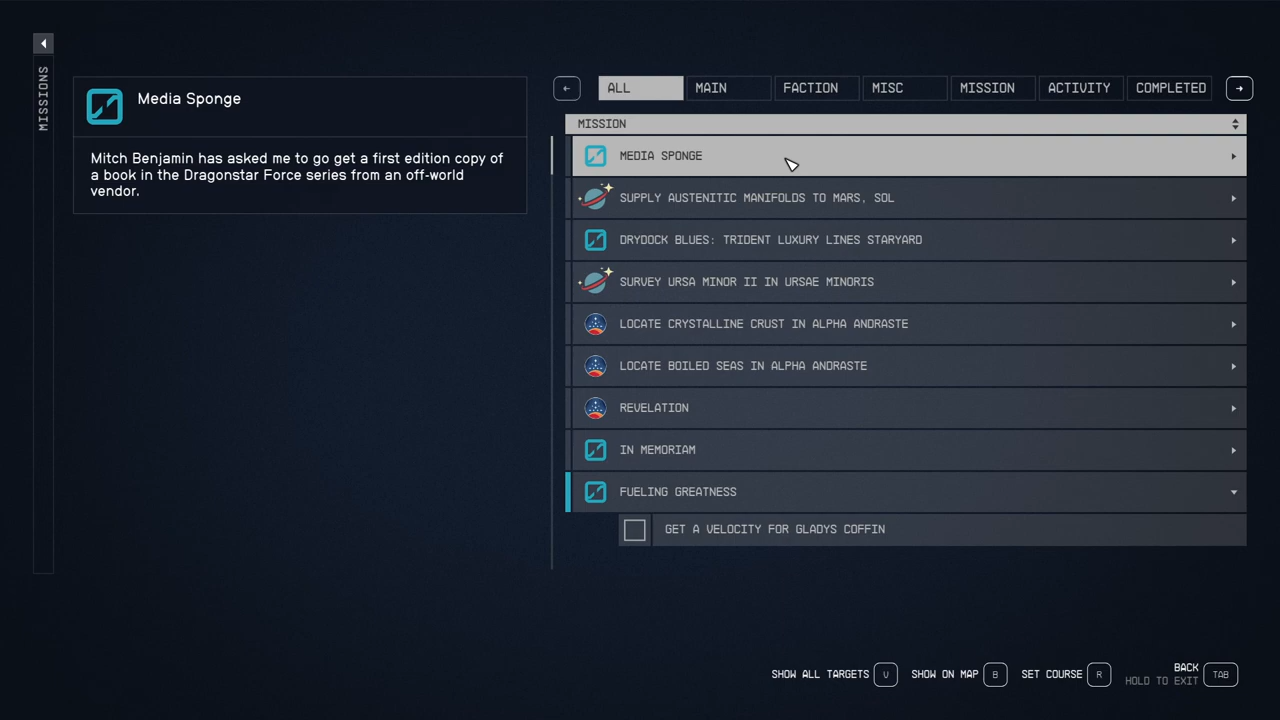 MISSIONS
Media Sponge
Mitch Benjamin has asked me to go get a first edition copy of
a book in the Dragonstar Force series from an off-world
vendor.
ALL
MAIN
FACTION
MISC
MISSION
ACTIVITY
COMPLETED
MISSION
MEDIA SPONGE
SUPPLY AUSTENITIC MANIFOLDS TO MARS, SOL
DRYDOCK BLUES: TRIDENT LUXURY LINES STARYARD
SURVEY URSA MINOR II IN URSAE MINORIS
LOCATE CRYSTALLINE CRUST IN ALPHA ANDRASTE
LOCATE BOILED SEAS IN ALPHA ANDRASTE
REVELATION
IN MEMORIAM
FUELING GREATNESS
GET A VELOCITY FOR GLADYS COFFIN
SHOW ALL TARGETS V
SHOW ON MAP B
SET COURSE R
BACK
HOLD TO EXIT
TAB